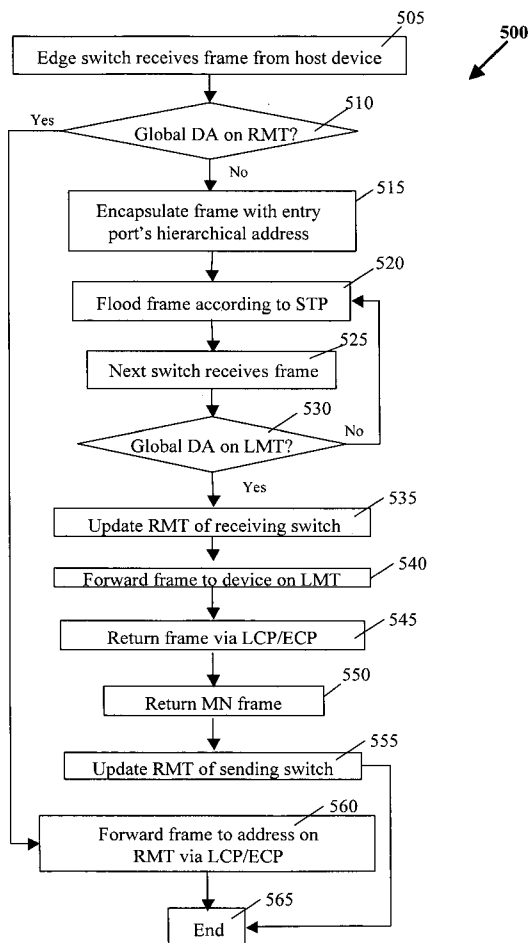 505
500
Edge switch receives frame from host device
510
Yes
Global DA on RMT?
No
515
Encapsulate frame with entry
port's hierarchical address
520
Flood frame according to STP
525
Next switch receives frame
530
Global DA on LMT?
No
Yes
535
Update RMT of receiving switch
540
Forward frame to device on LMT
545
Return frame via LCP/ECP
550
Return MN frame
555
Update RMT of sending switch
560
Forward frame to address on
RMT via LCP/ECP
565
End